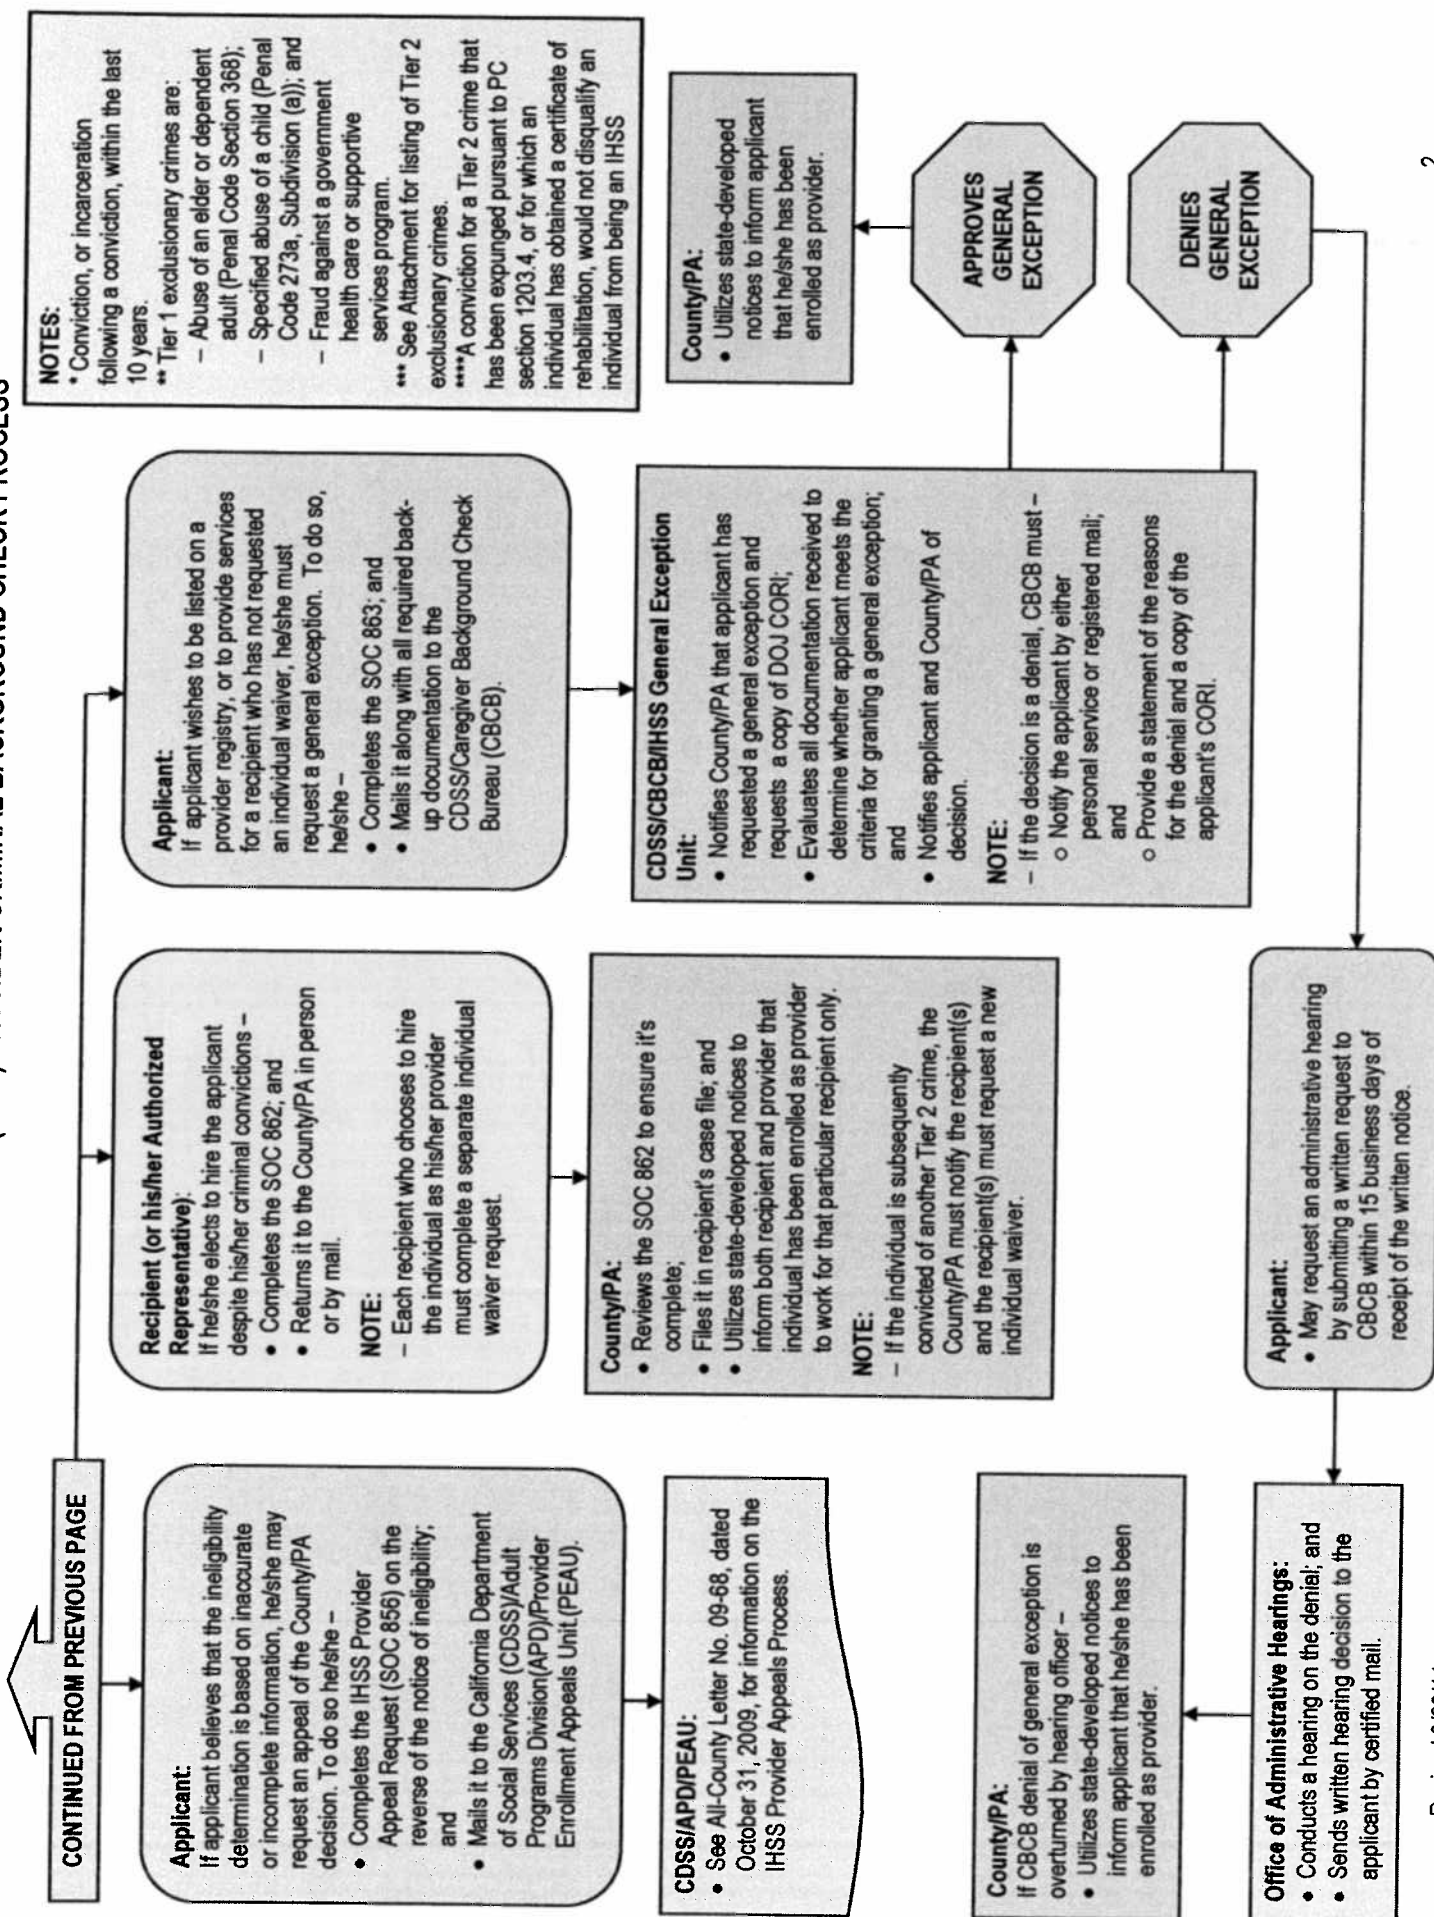 CONTINUED FROM PREVIOUS PAGE
Applicant:
If applicant believes that the ineligibility
determination is based on inaccurate
or incomplete information, he/she may
request an appeal of the County/PA
decision. To do so he/she –
• Completes the IHSS Provider
Appeal Request (SOC 856) on the
reverse of the notice of ineligibility;
and
• Mails it to the California Department
of Social Services (CDSS)/Adult
Programs Division(APD)/Provider
Enrollment Appeals Unit.(PEAU).
CDSS/APD/PEAU:
• See All-County Letter No. 09-68, dated
October 31, 2009, for information on the
IHSS Provider Appeals Process.
Recipient (or his/her Authorized
Representative):
If he/she elects to hire the applicant
despite his/her criminal convictions –
• Completes the SOC 862; and
• Returns it to the County/PA in person
or by mail.
NOTE:
– Each recipient who chooses to hire
the individual as his/her provider
must complete a separate individual
waiver request.
County/PA:
• Reviews the SOC 862 to ensure it's
complete;
• Files it in recipient's case file; and
• Utilizes state-developed notices to
inform both recipient and provider that
individual has been enrolled as provider
to work for that particular recipient only.
NOTE:
– If the individual is subsequently
convicted of another Tier 2 crime, the
County/PA must notify the recipient(s)
and the recipient(s) must request a new
individual waiver.
Applicant:
If applicant wishes to be listed on a
provider registry, or to provide services
for a recipient who has not requested
an individual waiver, he/she must
request a general exception. To do so,
he/she –
• Completes the SOC 863; and
• Mails it along with all required back-
up documentation to the
CDSS/Caregiver Background Check
Bureau (CBCB).
CDSS/CBCB/IHSS General Exception
Unit:
• Notifies County/PA that applicant has
requested a general exception and
requests a copy of DOJ CORI;
• Evaluates all documentation received to
determine whether applicant meets the
criteria for granting a general exception;
and
• Notifies applicant and County/PA of
decision.
NOTE:
– If the decision is a denial, CBCB must –
○ Notify the applicant by either
personal service or registered mail;
and
○ Provide a statement of the reasons
for the denial and a copy of the
applicant's CORI.
NOTES:
* Conviction, or incarceration
following a conviction, within the last
10 years.
** Tier 1 exclusionary crimes are:
– Abuse of an elder or dependent
adult (Penal Code Section 368);
– Specified abuse of a child (Penal
Code 273a, Subdivision (a)); and
– Fraud against a government
health care or supportive
services program.
*** See Attachment for listing of Tier 2
exclusionary crimes.
****A conviction for a Tier 2 crime that
has been expunged pursuant to PC
section 1203.4, or for which an
individual has obtained a certificate of
rehabilitation, would not disqualify an
individual from being an IHSS
County/PA:
• Utilizes state-developed
notices to inform applicant
that he/she has been
enrolled as provider.
APPROVES
GENERAL
EXCEPTION
DENIES
GENERAL
EXCEPTION
Applicant:
• May request an administrative hearing
by submitting a written request to
CBCB within 15 business days of
receipt of the written notice.
Office of Administrative Hearings:
• Conducts a hearing on the denial; and
• Sends written hearing decision to the
applicant by certified mail.
County/PA:
If CBCB denial of general exception is
overturned by hearing officer –
• Utilizes state-developed notices to
inform applicant that he/she has been
enrolled as provider.
2